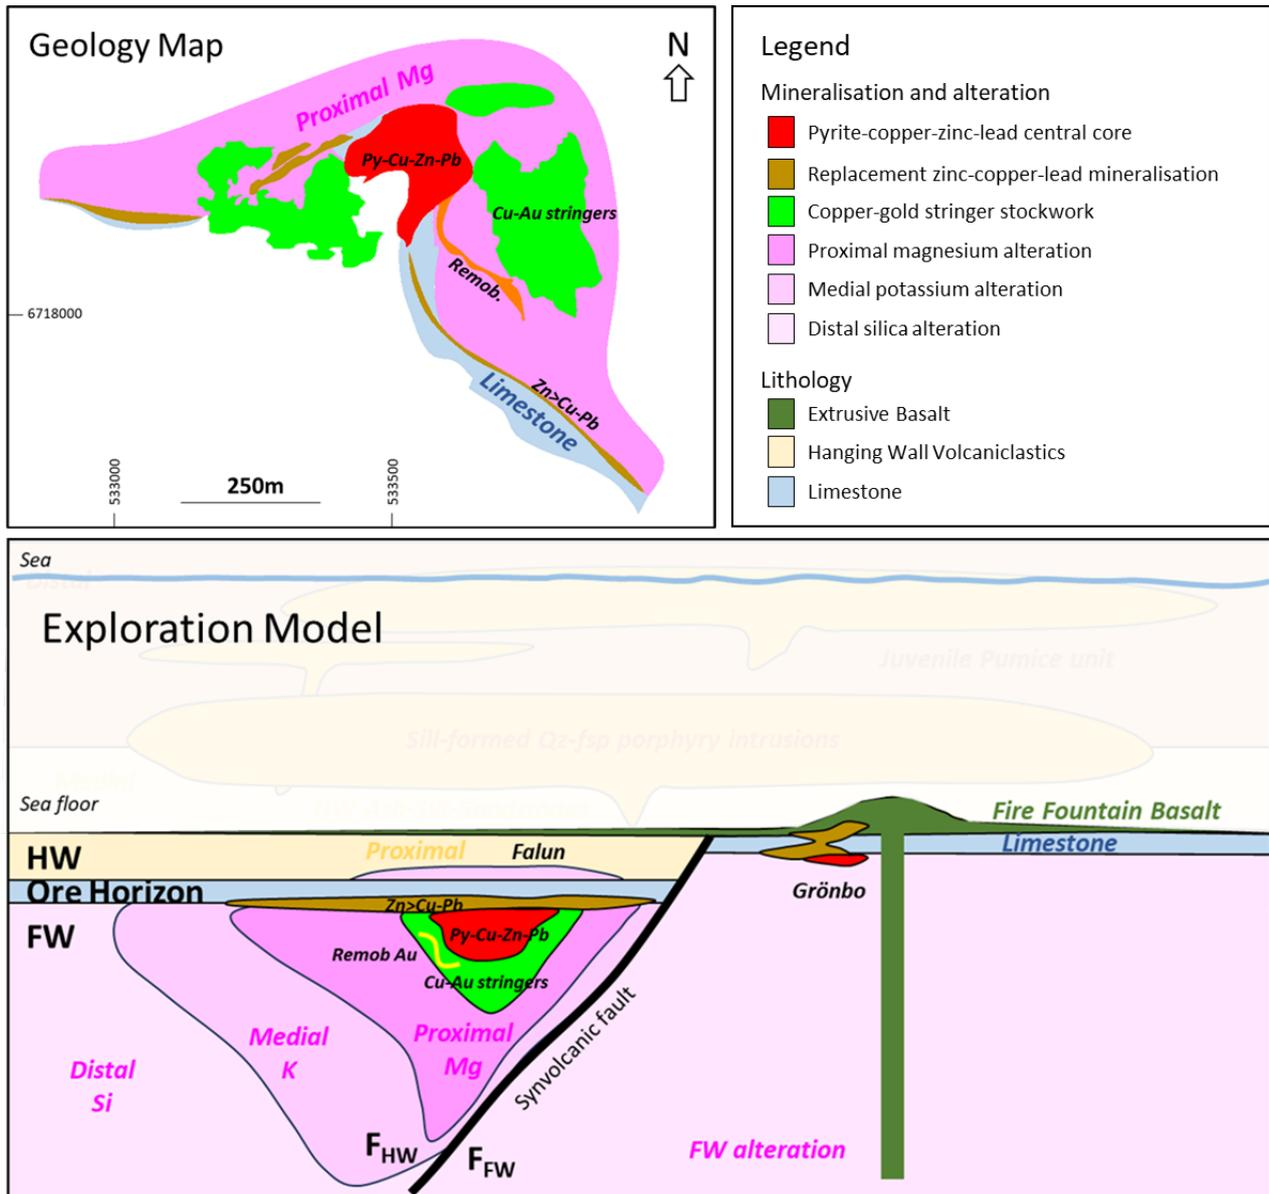 Geology Map
N
Proximal Mg
Py-Cu-Zn-Pb
Cu-Au stringers
Remob.
6718000
Zn>Cu-Pb
Limestone
533000
533500
250m
Legend
Mineralisation and alteration
Pyrite-copper-zinc-lead central core
Replacement zinc-copper-lead mineralisation
Copper-gold stringer stockwork
Proximal magnesium alteration
Medial potassium alteration
Distal silica alteration
Lithology
Extrusive Basalt
Hanging Wall Volcaniclastics
Limestone
Sea
Distal
Exploration Model
Juvenile Pumice unit
Sill-formed Qz-fsp porphyry intrusions
Medial
Sea floor
Fire Fountain Basalt
HW
Proximal
Falun
Limestone
Ore Horizon
Grönbo
Zn>Cu-Pb
FW
Py-Cu-Zn-Pb
Remob Au
Cu-Au stringers
Synvolcanic fault
Medial
K
Proximal
Mg
Distal
Si
FHW
FFW
FW alteration